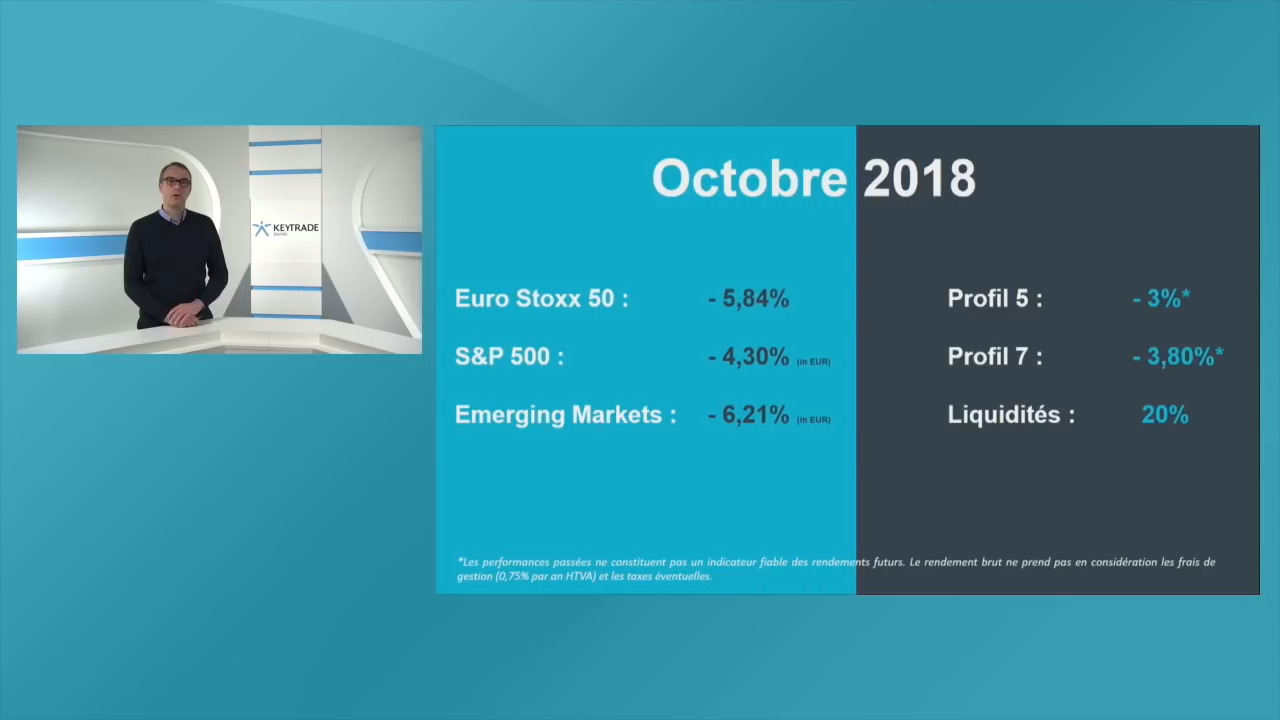 KEYTRADE
BANK
Octobre 2018
Euro Stoxx 50 : - 5,84%
S&P 500 : - 4,30% (in EUR)
Emerging Markets : - 6,21% (in EUR)
Profil 5 : - 3%*
Profil 7 : - 3,80%*
Liquidités : 20%
*Les performances passées ne constituent pas un indicateur fiable des rendements futurs. Le rendement brut ne prend pas en considération les frais de
gestion (0,75% par an HTVA) et les taxes éventuelles.